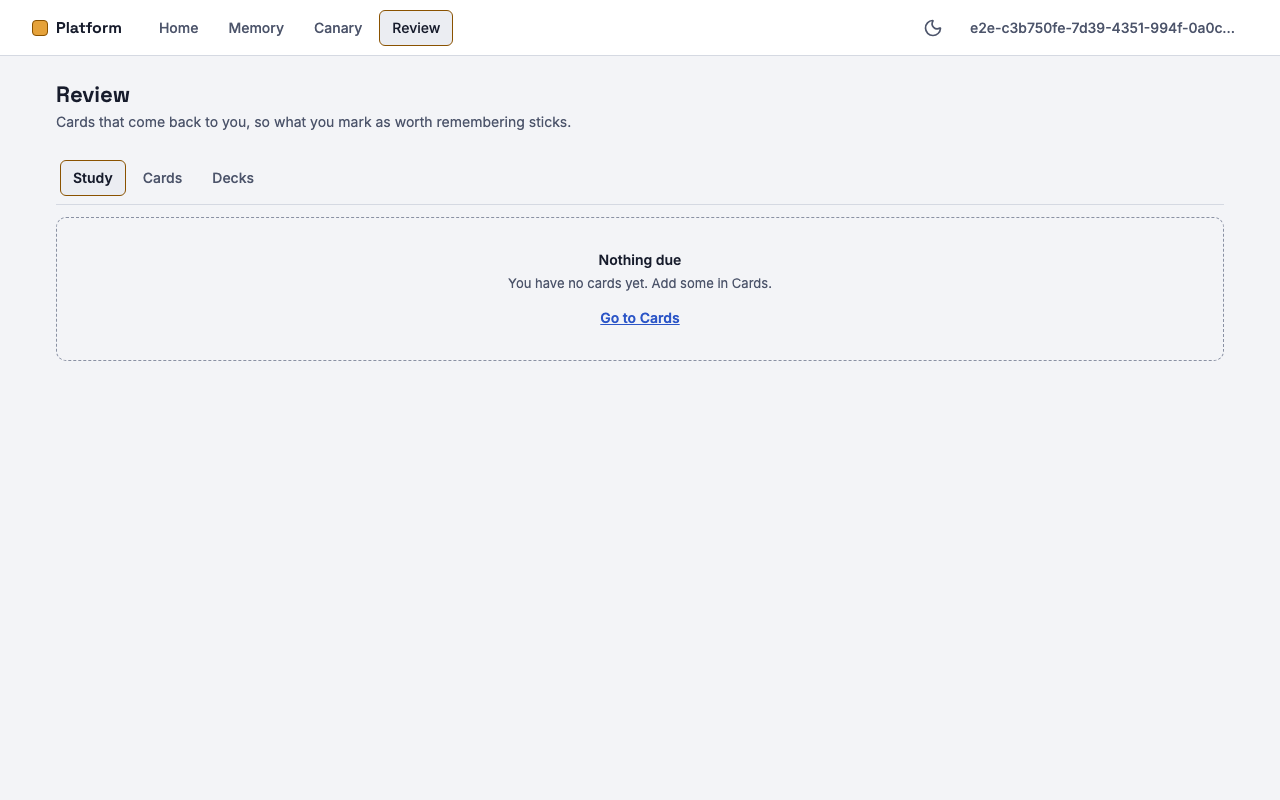 Platform
Home
Memory
Canary
Review
e2e-c3b750fe-7d39-4351-994f-0a0c...
Review
Cards that come back to you, so what you mark as worth remembering sticks.
Study
Cards
Decks
Nothing due
You have no cards yet. Add some in Cards.
Go to Cards